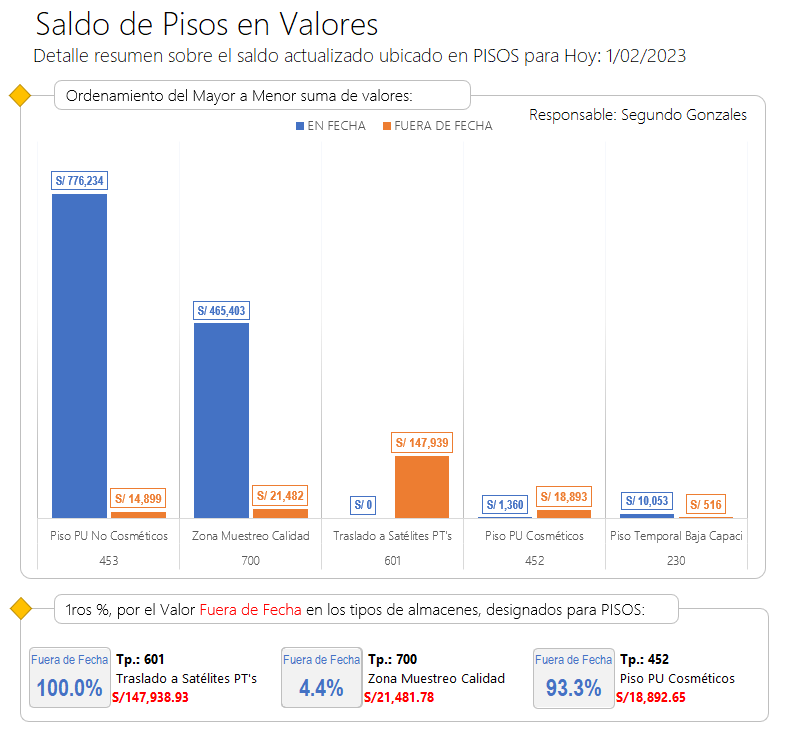 Saldo de Pisos en Valores
Detalle resumen sobre el saldo actualizado ubicado en PISOS para Hoy: 1/02/2023
Ordenamiento del Mayor a Menor suma de valores:
Responsable: Segundo Gonzales
EN FECHA FUERA DE FECHA
S/ 776,234
S/ 14,899
S/ 465,403
S/ 21,482
S/ 0
S/ 147,939
S/ 1,360
S/ 18,893
S/ 10,053
S/ 516
Piso PU No Cosméticos
Zona Muestreo Calidad
Traslado a Satélites PT's
Piso PU Cosméticos
Piso Temporal Baja Capaci
453
700
601
452
230
1ros %, por el Valor Fuera de Fecha en los tipos de almacenes, designados para PISOS:
Fuera de Fecha
100.0%
Tp.: 601
Traslado a Satélites PT's
S/147,938.93
Fuera de Fecha
4.4%
Tp.: 700
Zona Muestreo Calidad
S/21,481.78
Fuera de Fecha
93.3%
Tp.: 452
Piso PU Cosméticos
S/18,892.65